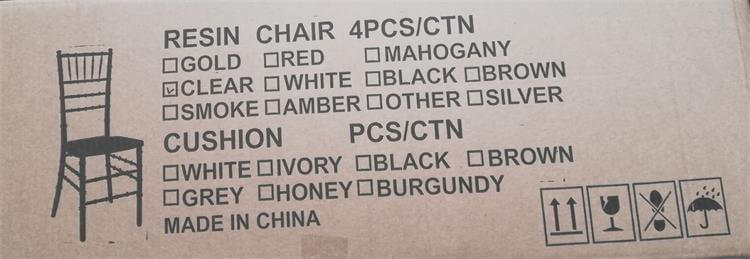 RESIN CHAIR 4PCS/CTN
☐GOLD ☐RED ☐MAHOGANY
☑CLEAR ☐WHITE ☐BLACK ☐BROWN
☐SMOKE ☐AMBER ☐OTHER ☐SILVER
CUSHION PCS/CTN
☐WHITE ☐IVORY ☐BLACK ☐BROWN
☐GREY ☐HONEY ☐BURGUNDY
MADE IN CHINA